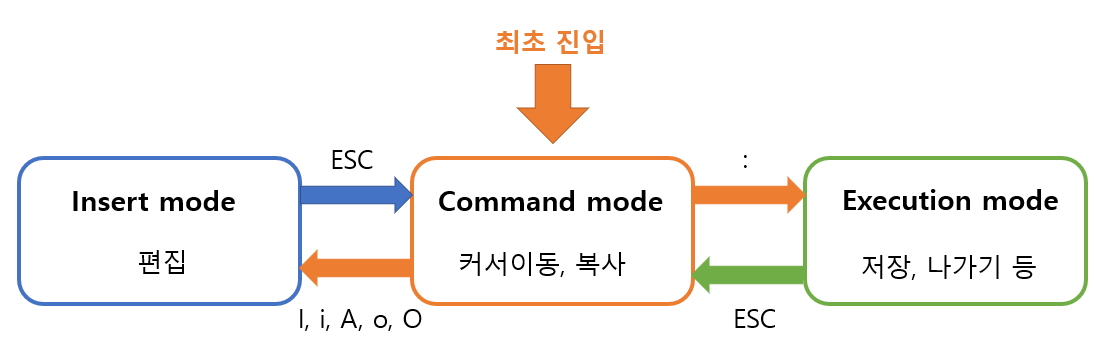 최초 진입
ESC
:
Insert mode
Command mode
Execution mode
편집
커서이동, 복사
저장, 나가기 등
I, i, A, o, O
ESC